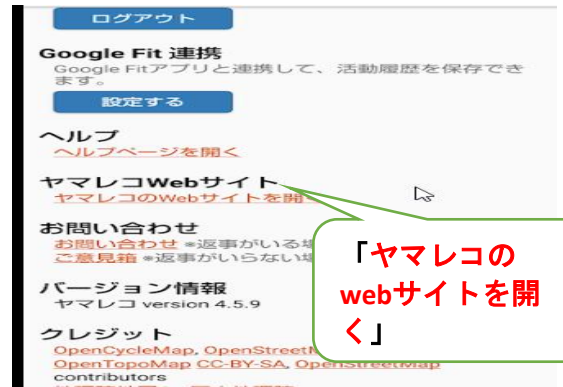 ログアウト
Google Fit 連携
Google Fitアプリと連携して、活動履歴を保存でき
ます。
設定する
ヘルプ
ヘルプページを開く
ヤマレコWebサイト
ヤマレコのWebサイトを開
お問い合わせ
お問い合わせ ※返事がいる場
ご意見箱 ※返事がいらない場
「ヤマレコの
webサイトを開
く」
バージョン情報
ヤマレコ version 4.5.9
クレジット
OpenCycleMap, OpenStreetM
OpenTopoMap CC-BY-SA, OpenStreetMap
contributors